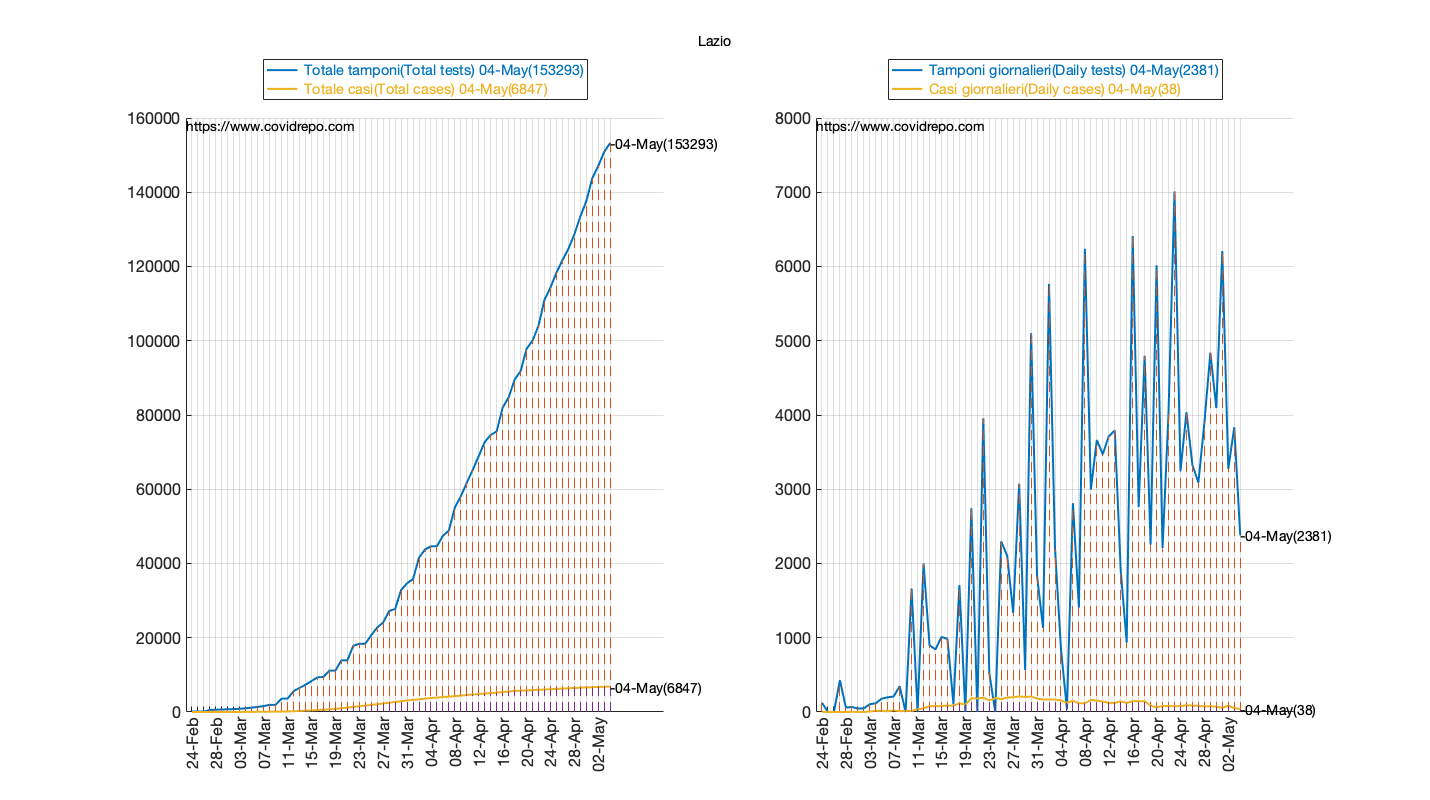 Lazio
Totale tamponi(Total tests) 04-May(153293)
Totale casi(Total cases) 04-May(6847)
160000
140000
120000
100000
80000
60000
40000
20000
0
https://www.covidrepo.com
04-May(153293)
04-May(6847)
24-Feb
28-Feb
03-Mar
07-Mar
11-Mar
15-Mar
19-Mar
23-Mar
27-Mar
31-Mar
04-Apr
08-Apr
12-Apr
16-Apr
20-Apr
24-Apr
28-Apr
02-May
Tamponi giornalieri(Daily tests) 04-May(2381)
Casi giornalieri(Daily cases) 04-May(38)
8000
7000
6000
5000
4000
3000
2000
1000
0
https://www.covidrepo.com
04-May(2381)
04-May(38)
24-Feb
28-Feb
03-Mar
07-Mar
11-Mar
15-Mar
19-Mar
23-Mar
27-Mar
31-Mar
04-Apr
08-Apr
12-Apr
16-Apr
20-Apr
24-Apr
28-Apr
02-May